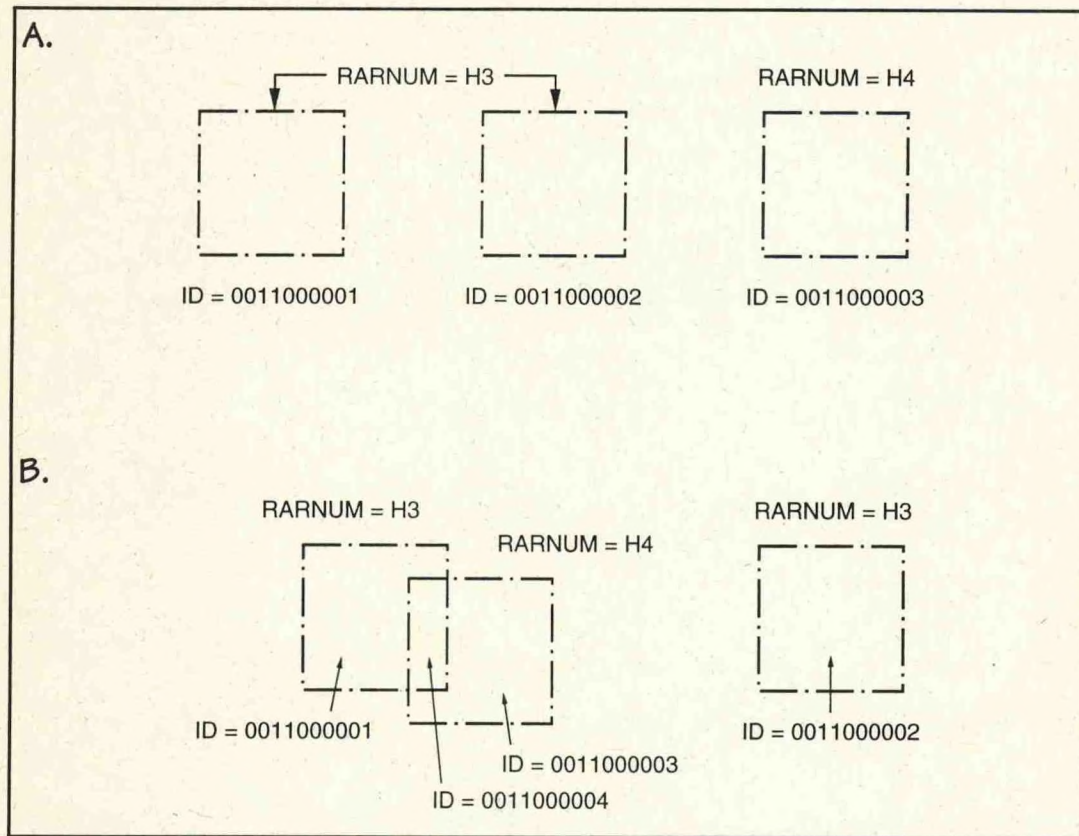 A.
RARNUM = H3
RARNUM = H4
ID = 0011000001
ID = 0011000002
ID = 0011000003
B.
RARNUM = H3
RARNUM = H4
RARNUM = H3
ID = 0011000001
ID = 0011000002
ID = 0011000003
ID = 0011000004